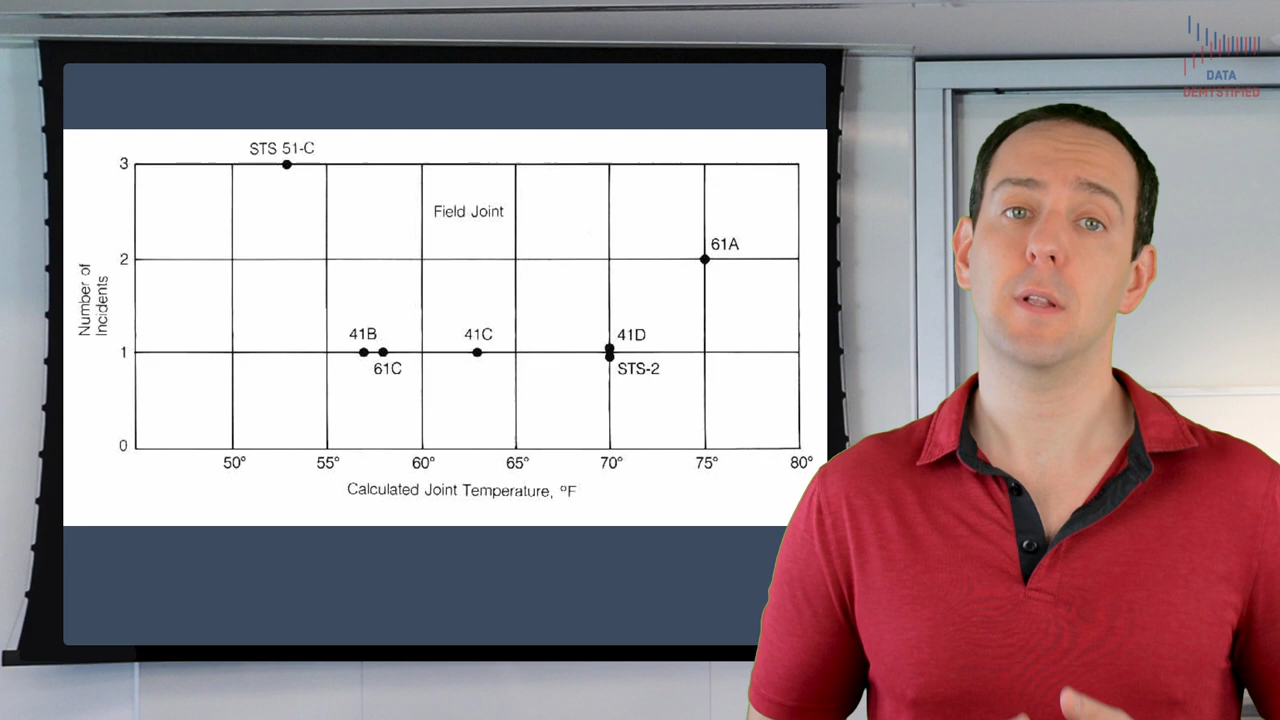 DATA
DEMYSTIFIED
STS 51-C
3
Field Joint
61A
2
Number of
Incidents
41B
41C
41D
1
61C
STS-2
0
50°
55°
60°
65°
70°
75°
80°
Calculated Joint Temperature, °F